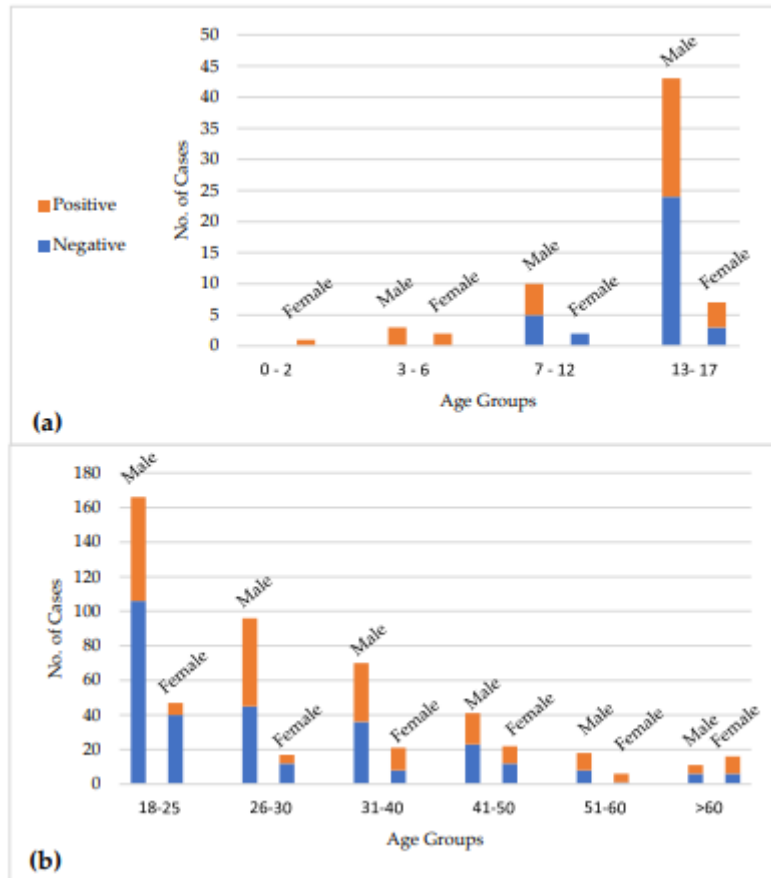 50
45
40
35
30
25
20
15
10
5
0
No. of Cases
Positive
Negative
Female
Male
Female
Male
Female
Male
Female
0 - 2
3 - 6
7 - 12
13- 17
Age Groups
(a)
180
160
140
120
100
80
60
40
20
0
No. of Cases
Male
Female
Male
Female
Male
Female
Male
Female
Male
Female
Male
Female
18-25
26-30
31-40
41-50
51-60
>60
Age Groups
(b)